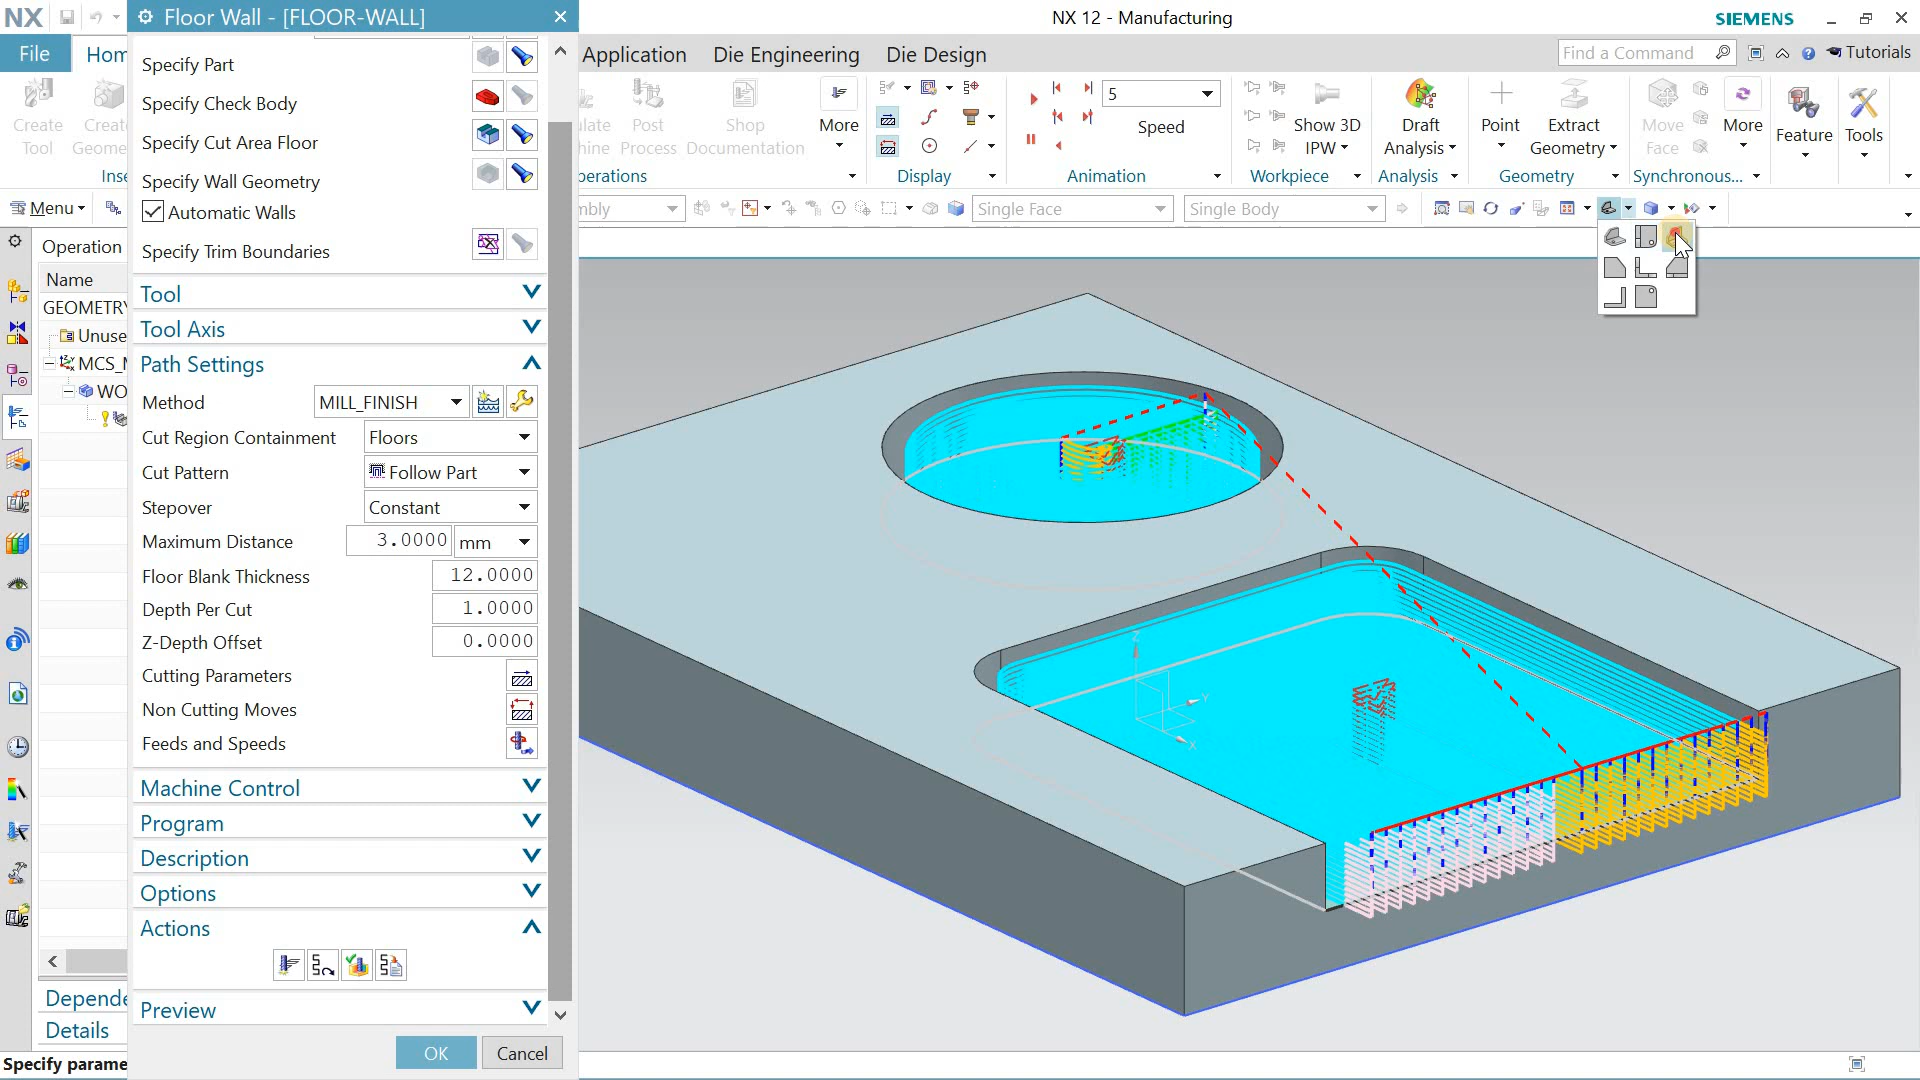 NX
Floor Wall - [FLOOR-WALL]
NX 12 - Manufacturing
SIEMENS
File
Hom
Application
Die Engineering
Die Design
Find a Command
Tutorials
Create Tool
Create Geome
Specify Part
Specify Check Body
Specify Cut Area Floor
Specify Wall Geometry
Automatic Walls
Specify Trim Boundaries
Post Process
Shop Documentation
More
5
Speed
Show 3D IPW
Draft Analysis
Point
Extract Geometry
Move Face
More
Feature
Tools
Inse
perations
Display
Animation
Workpiece
Analysis
Geometry
Synchronous...
Menu
mbly
Single Face
Single Body
Operation
Name
GEOMETRY
Unuse
MCS_M
WO
Tool
Tool Axis
Path Settings
Method
MILL_FINISH
Cut Region Containment
Floors
Cut Pattern
Follow Part
Stepover
Constant
Maximum Distance
3.0000
mm
Floor Blank Thickness
12.0000
Depth Per Cut
1.0000
Z-Depth Offset
0.0000
Cutting Parameters
Non Cutting Moves
Feeds and Speeds
Machine Control
Program
Description
Options
Actions
Preview
OK
Cancel
Depende
Details
Specify parame
Z
Y
X